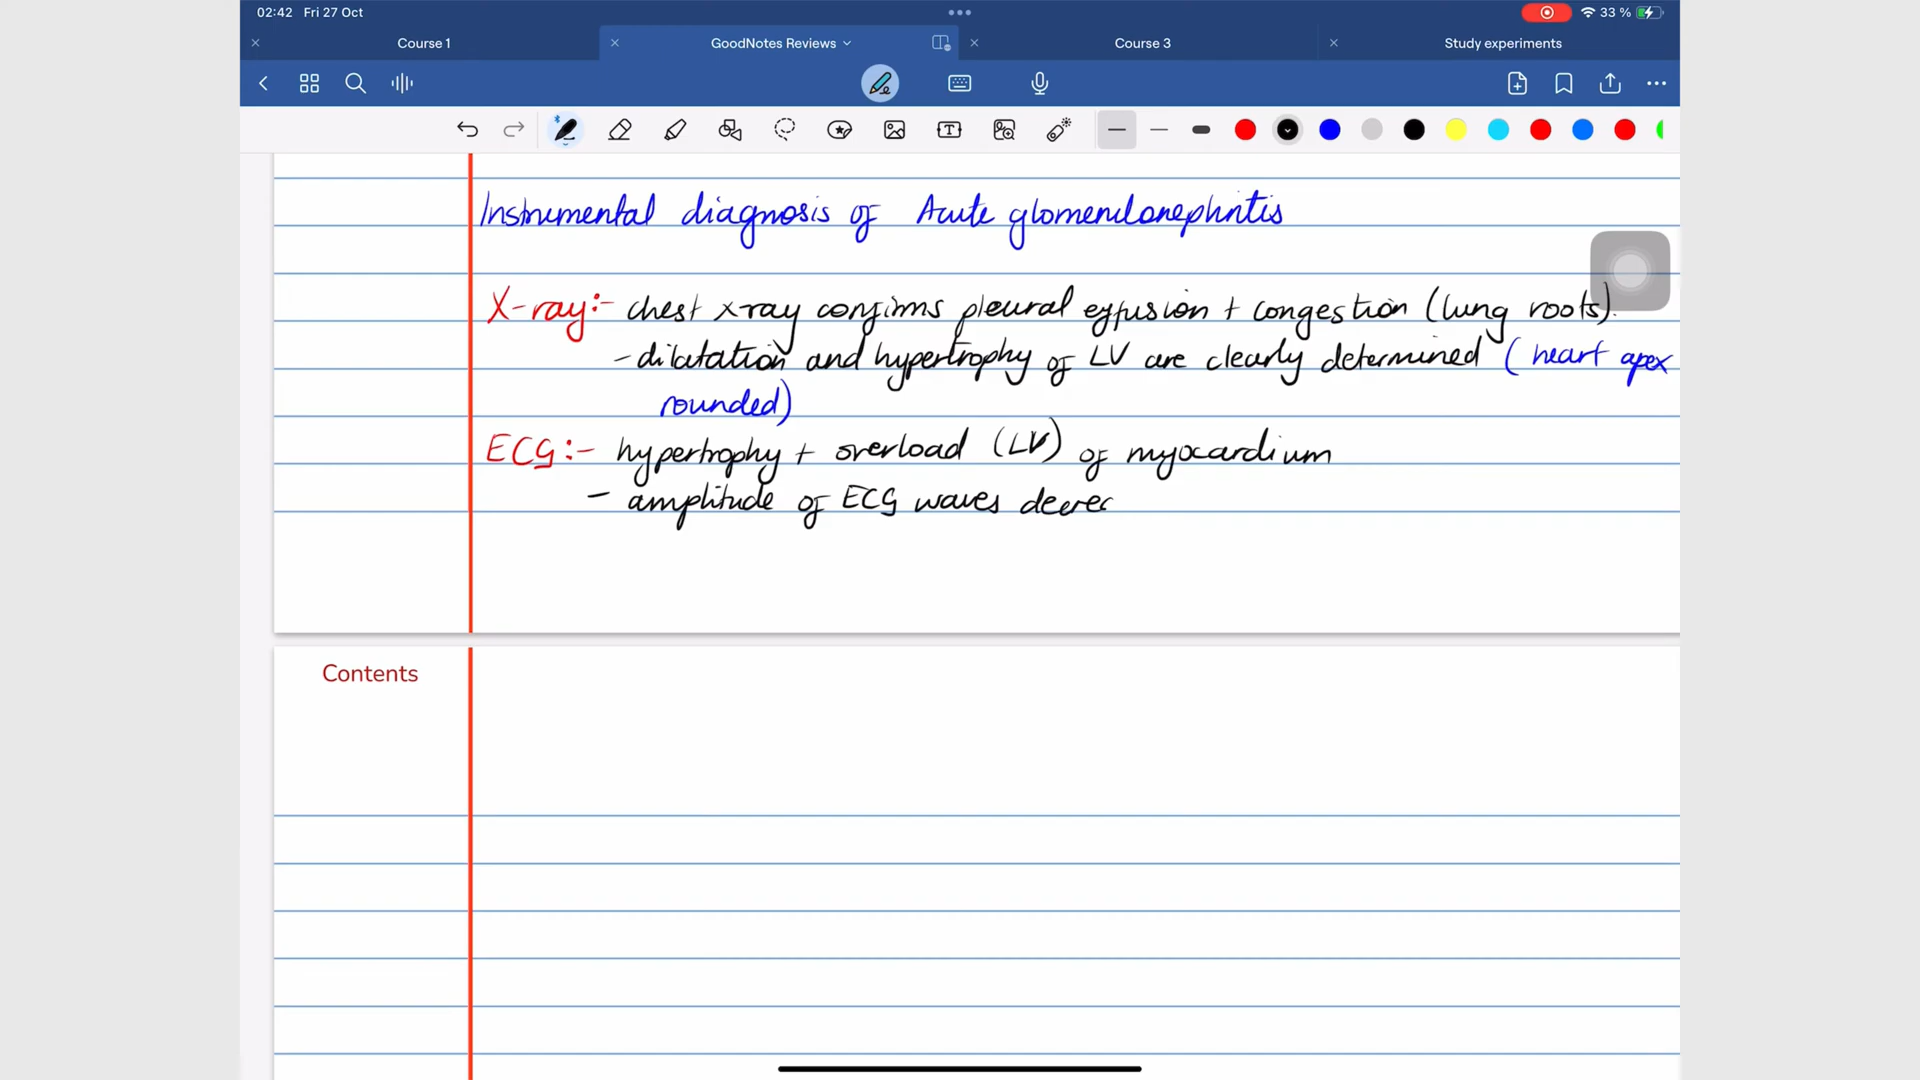 02:42 Fri 27 Oct
33 %
Course 1
GoodNotes Reviews
Course 3
Study experiments
Instrumental diagnosis of Acute glomerulonephritis
X-ray:- chest x-ray confirms pleural effusion + congestion (lung roots).
- dilatation and hypertrophy of LV are clearly determined (heart apex
rounded)
ECG:- hypertrophy + overload (LV) of myocardium
- amplitude of ECG waves decrec
Contents